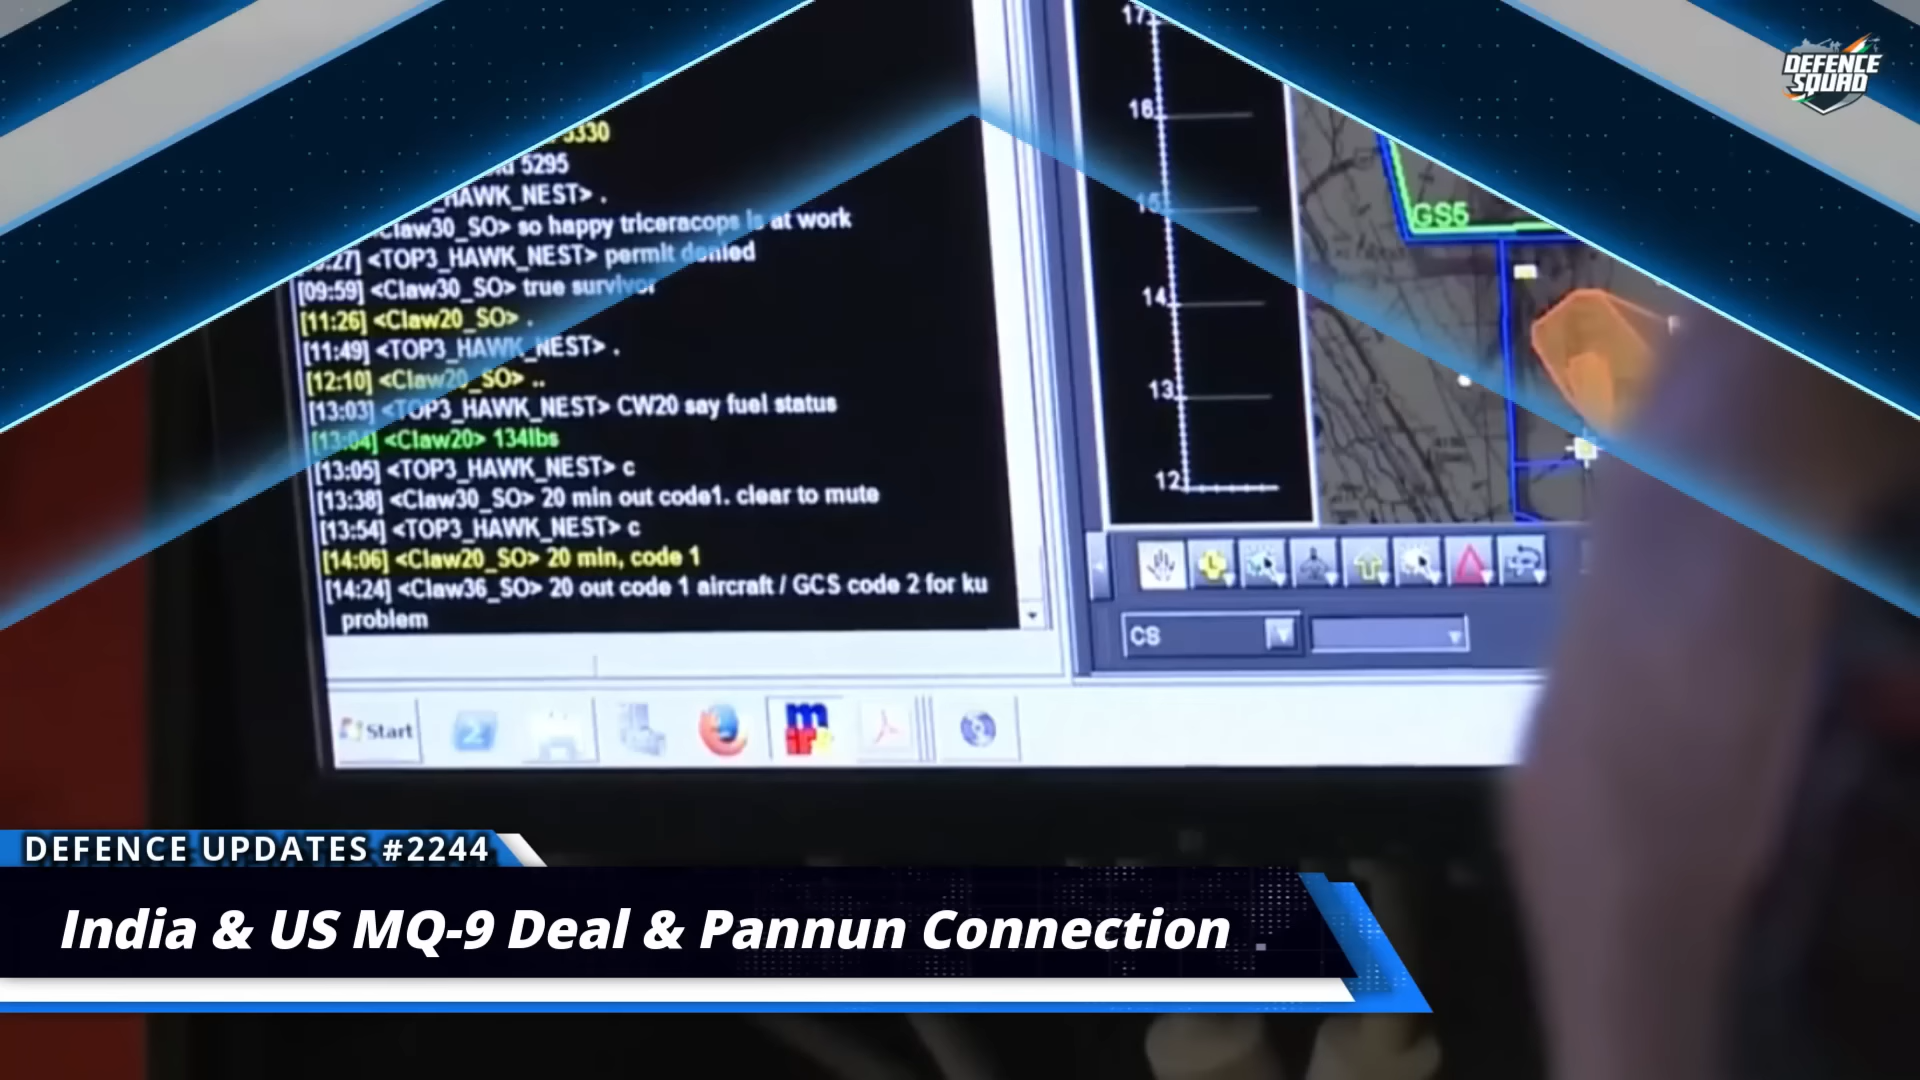 DEFENCE
SQUAD
5295
HAWK_NEST> .
Claw30_SO> so happy triceracops is at work
<TOP3_HAWK_NEST> permit denied
[09:59] <Claw30_SO> true survivor
[11:26] <Claw20_SO> .
[11:49] <TOP3_HAWK_NEST> .
[12:10] <Claw20_SO> ..
[13:03] <TOP3_HAWK_NEST> CW20 say fuel status
[13:04] <Claw20> 134lbs
[13:05] <TOP3_HAWK_NEST> c
[13:38] <Claw30_SO> 20 min out code1. clear to mute
[13:54] <TOP3_HAWK_NEST> c
[14:06] <Claw20_SO> 20 min, code 1
[14:24] <Claw36_SO> 20 out code 1 aircraft / GCS code 2 for ku
problem
17
16
15
14
13
12
GS5
CS
Start
DEFENCE UPDATES #2244
India & US MQ-9 Deal & Pannun Connection